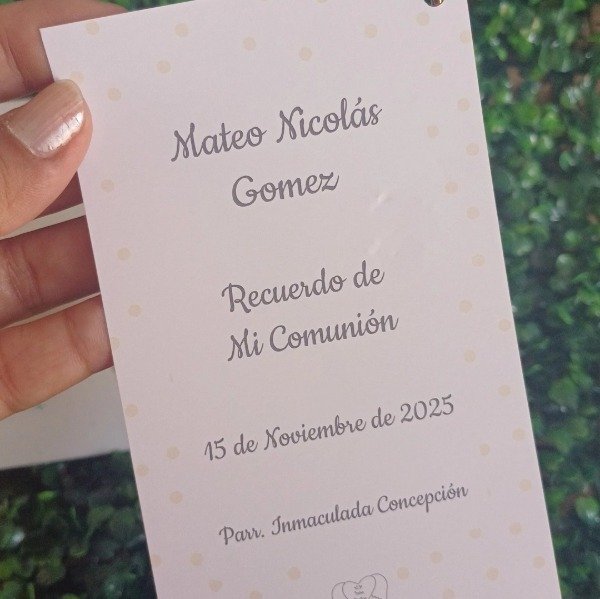 Mateo Nicolás
Gomez
Recuerdo de
Mi Comunión
15 de Noviembre de 2025
Parr. Inmaculada Concepción